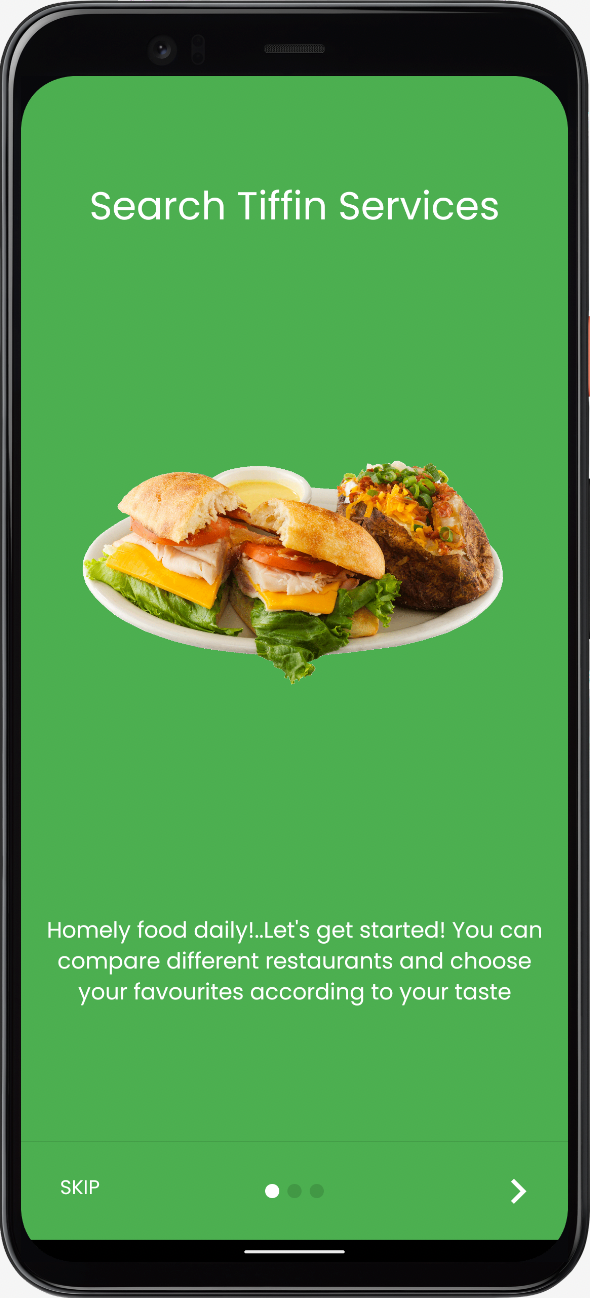 Search Tiffin Services
Homely food daily!..Let's get started! You can
compare different restaurants and choose
your favourites according to your taste
SKIP